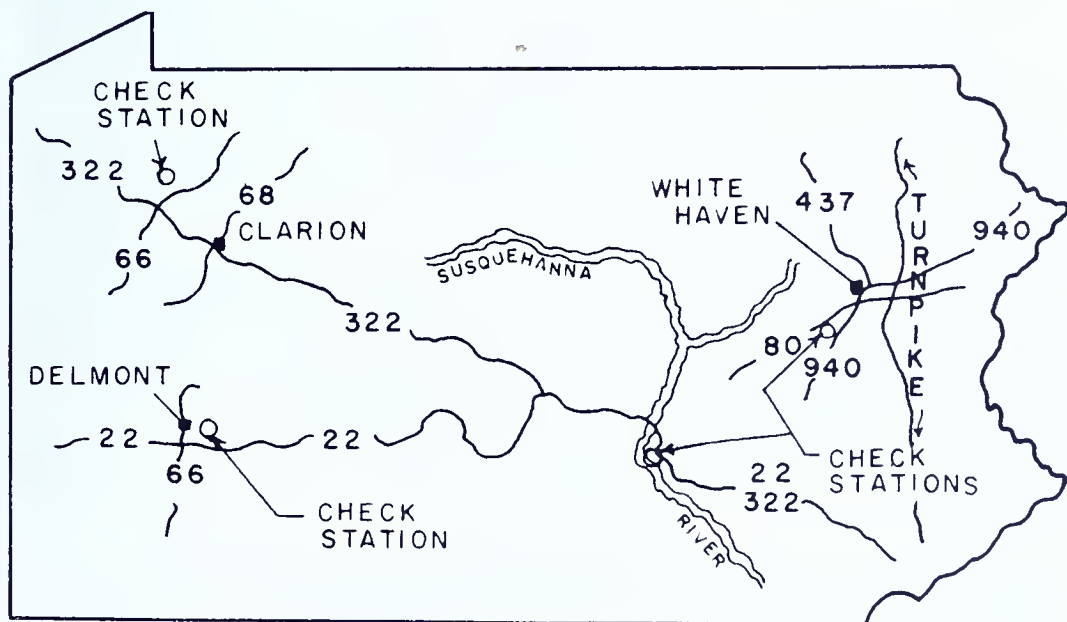 CHECK
STATION
322
68
CLARION
66
WHITE
HAVEN
437
TURNPIKE
940
SUSQUEHANNA
322
80
940
DELMONT
22
22
66
CHECK
STATION
CHECK
STATIONS
22
322
RIVER